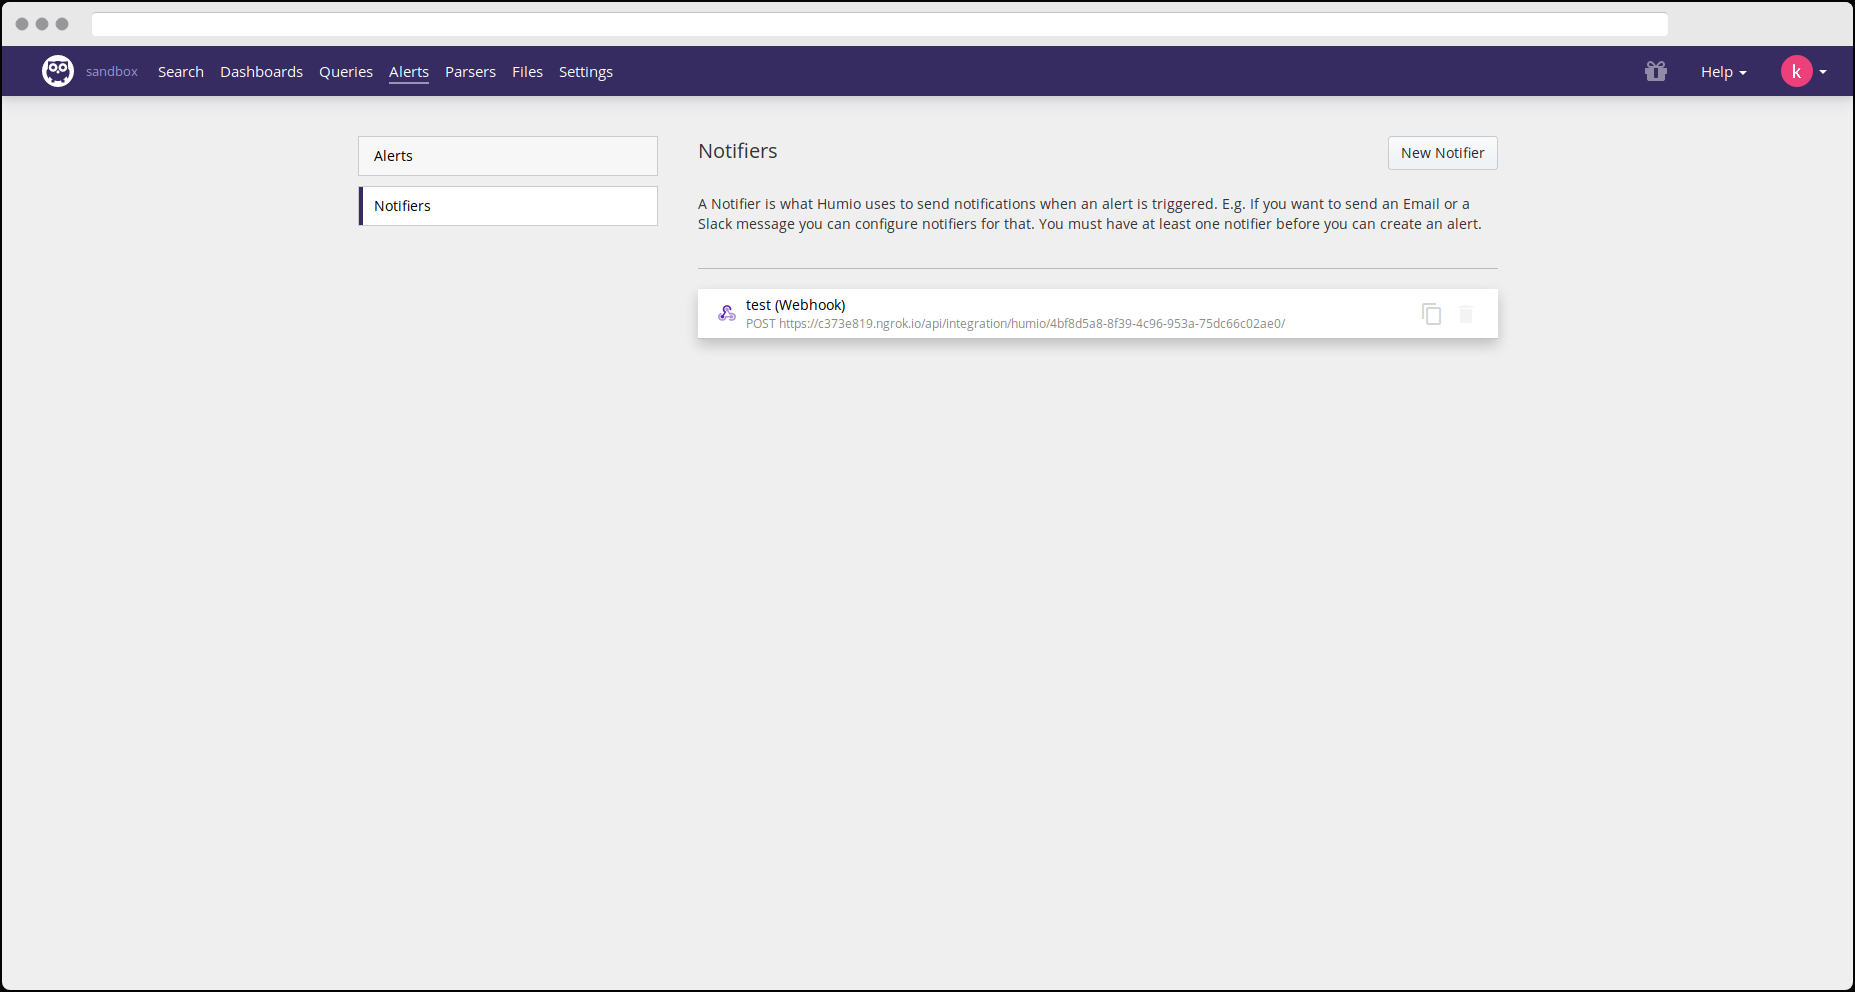 sandbox Search Dashboards Queries Alerts Parsers Files Settings Help k
Alerts
Notifiers
Notifiers
New Notifier
A Notifier is what Humio uses to send notifications when an alert is triggered. E.g. If you want to send an Email or a
Slack message you can configure notifiers for that. You must have at least one notifier before you can create an alert.
test (Webhook)
POST https://c373e819.ngrok.io/api/integration/humio/4bf8d5a8-8f39-4c96-953a-75dc66c02ae0/